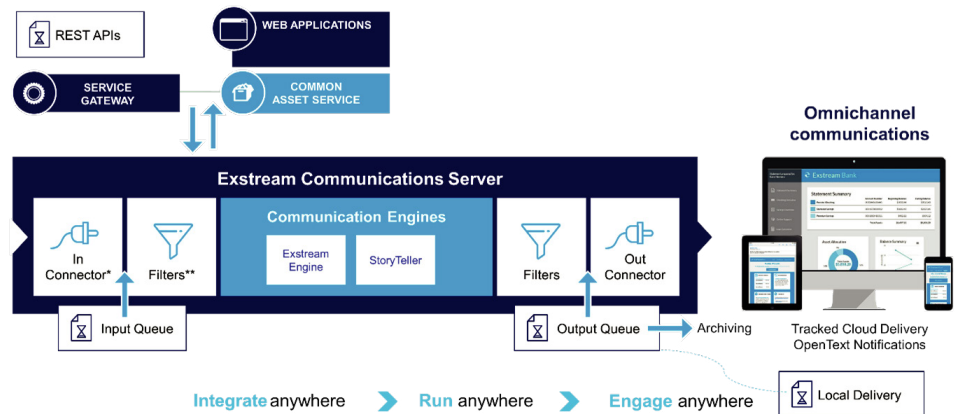 REST APIs
WEB APPLICATIONS
SERVICE
GATEWAY
COMMON
ASSET SERVICE
Omnichannel
communications
Exstream Communications Server
Exstream Bank
Statement Summary
In
Connector*
Filters**
Communication Engines
Exstream
Engine
StoryTeller
Filters
Out
Connector
Input Queue
Output Queue
Archiving
Tracked Cloud Delivery
OpenText Notifications
Local Delivery
Integrate anywhere
Run anywhere
Engage anywhere